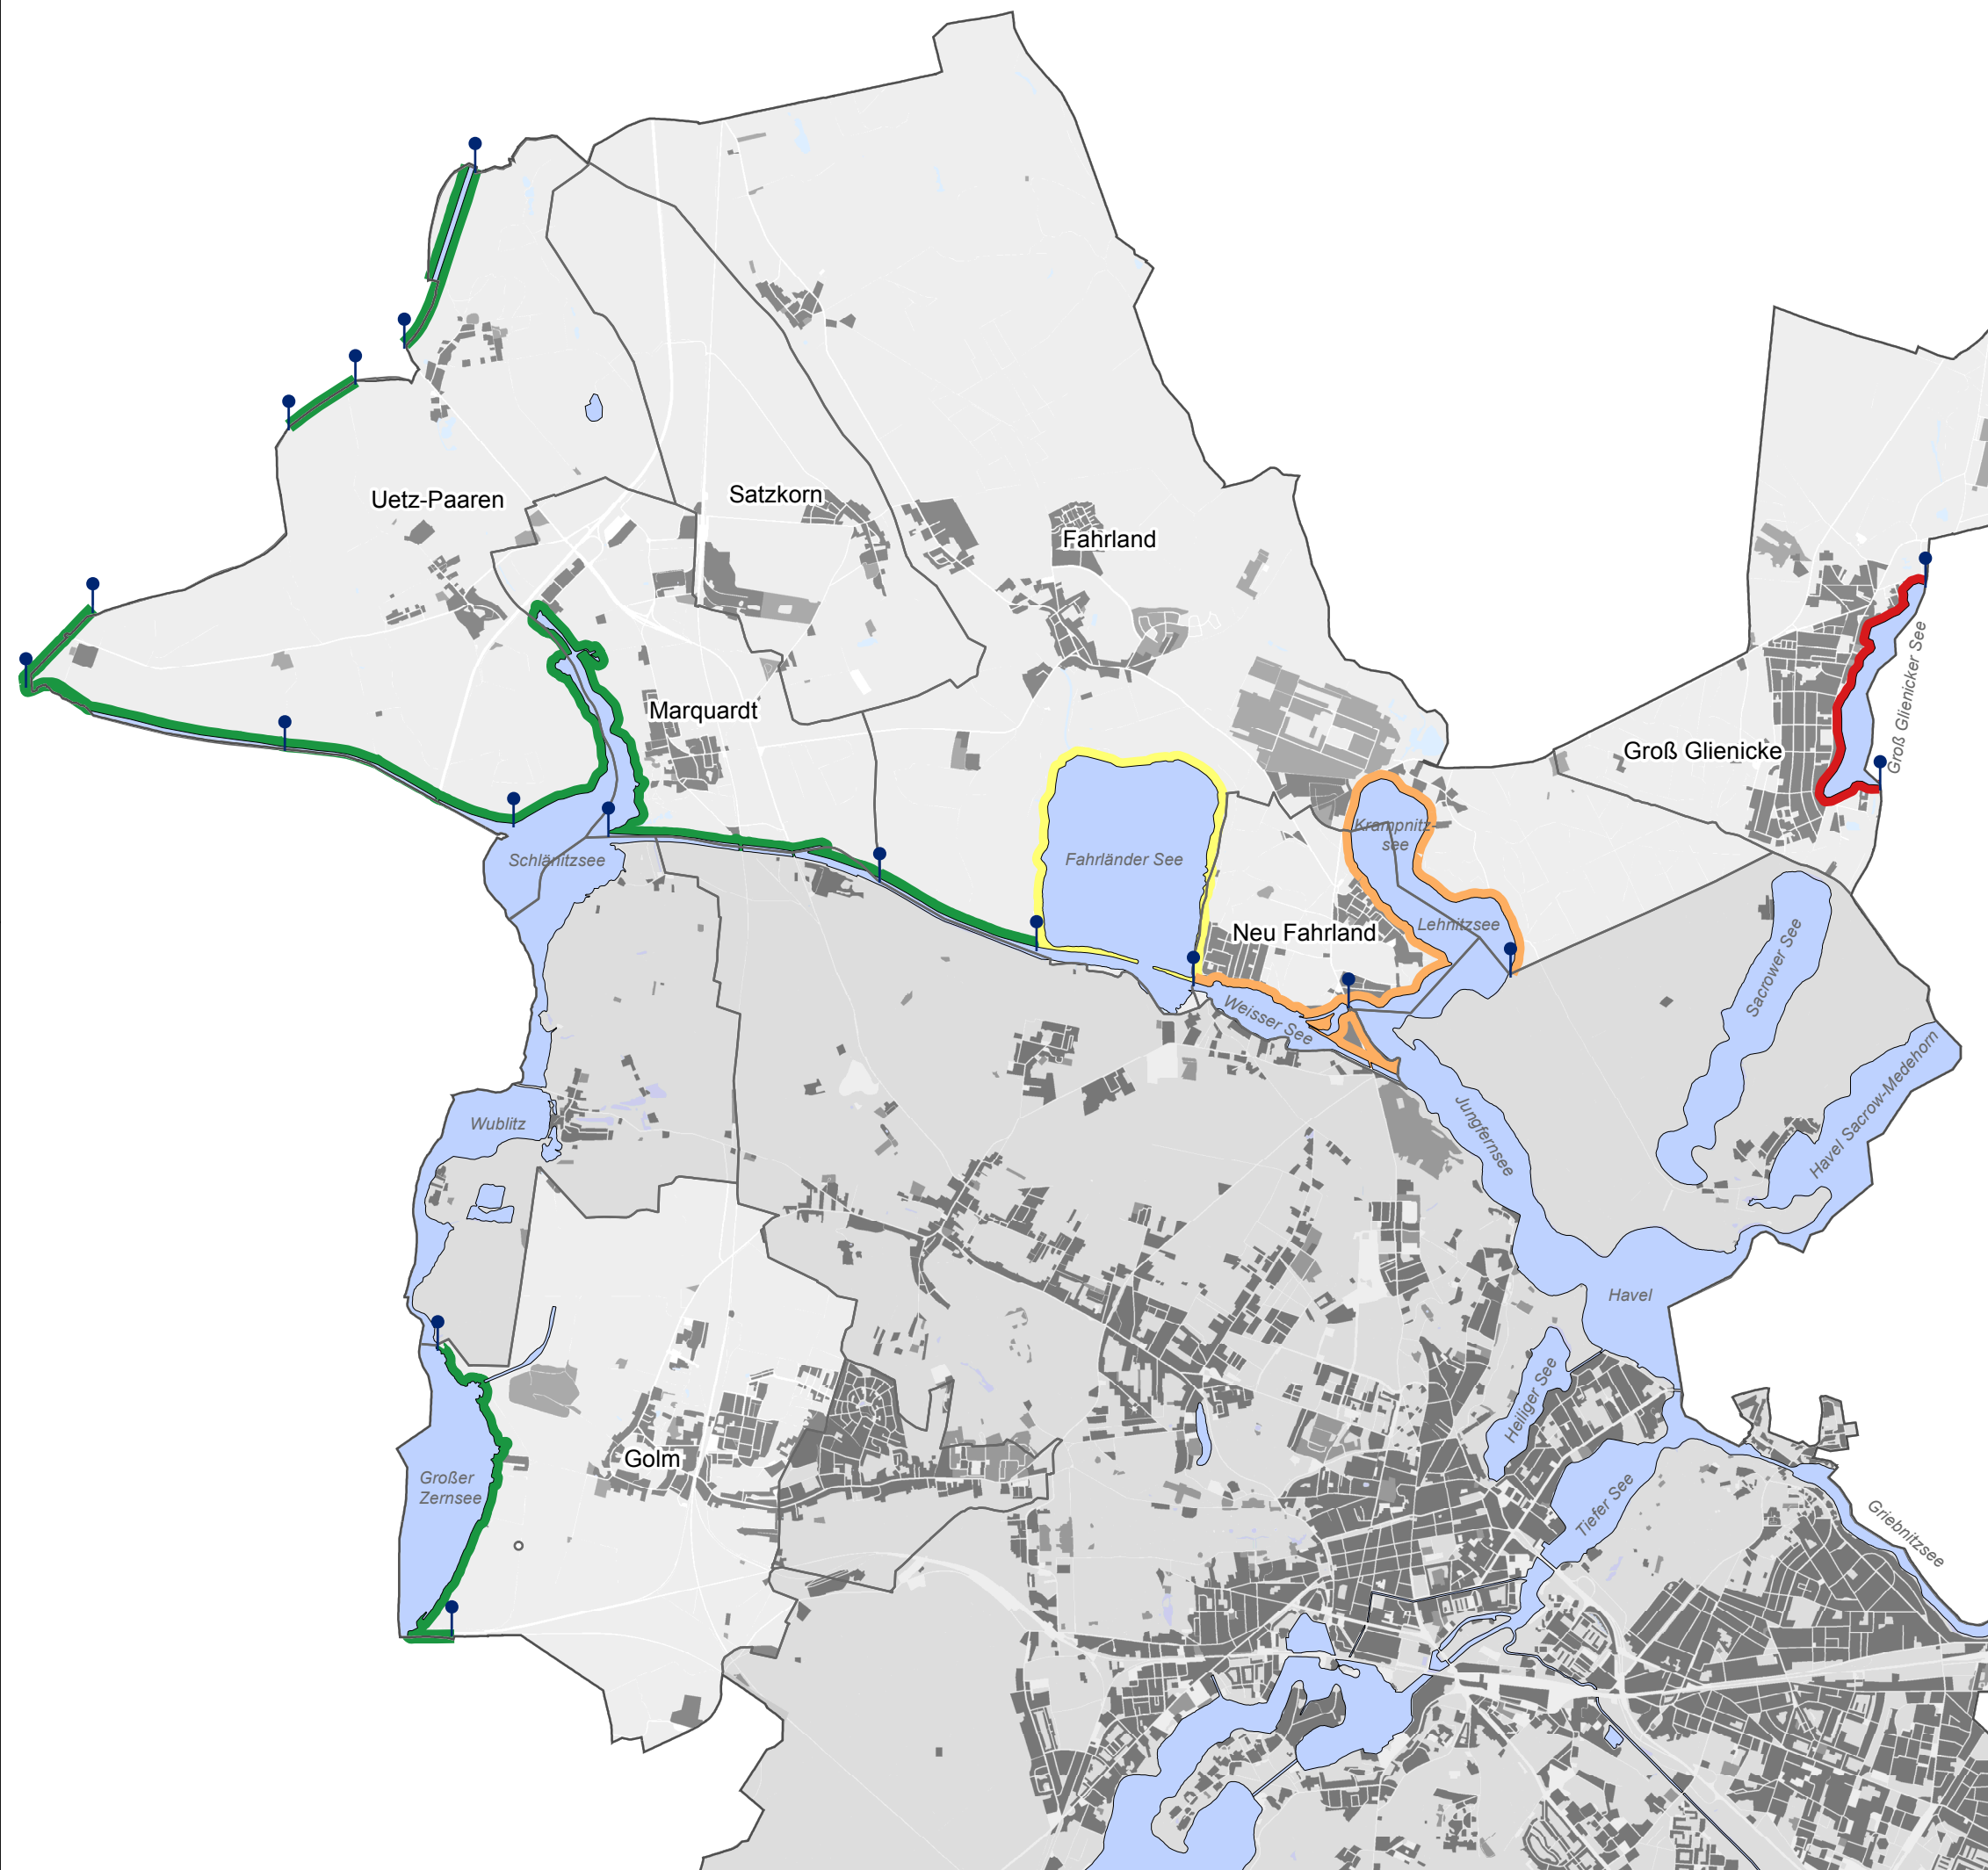 Uetz-Paaren
Satzkorn
Fahrland
Marquardt
Groß Glienicke
Groß Glienicker See
Krampnitz-
see
Schlänitzsee
Fahrländer See
Neu Fahrland
Lehnitzsee
Weisser See
Sacrower See
Havel Sacrow-Medehorn
Wublitz
Jungfernsee
Havel
Heiliger See
Golm
Großer
Zernsee
Tiefer See
Griebnitzsee